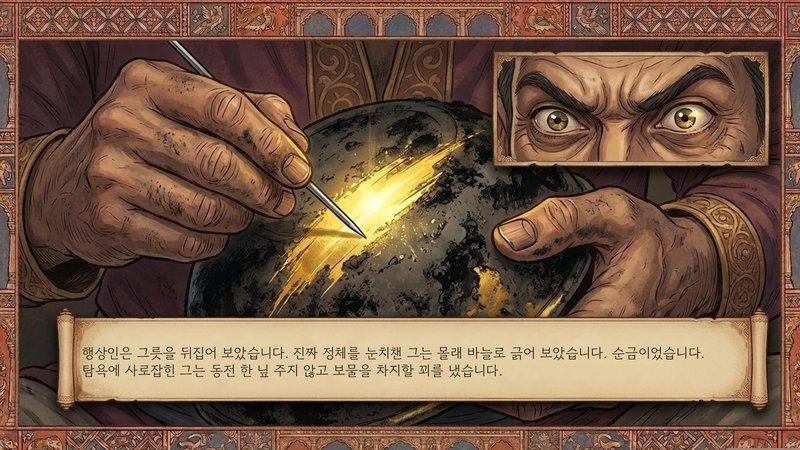 행상인은 그릇을 뒤집어 보았습니다. 진짜 정체를 눈치챈 그는 몰래 바늘로 긁어 보았습니다. 순금이었습니다.
탐욕에 사로잡힌 그는 동전 한 닢 주지 않고 보물을 차지할 꾀를 냈습니다.